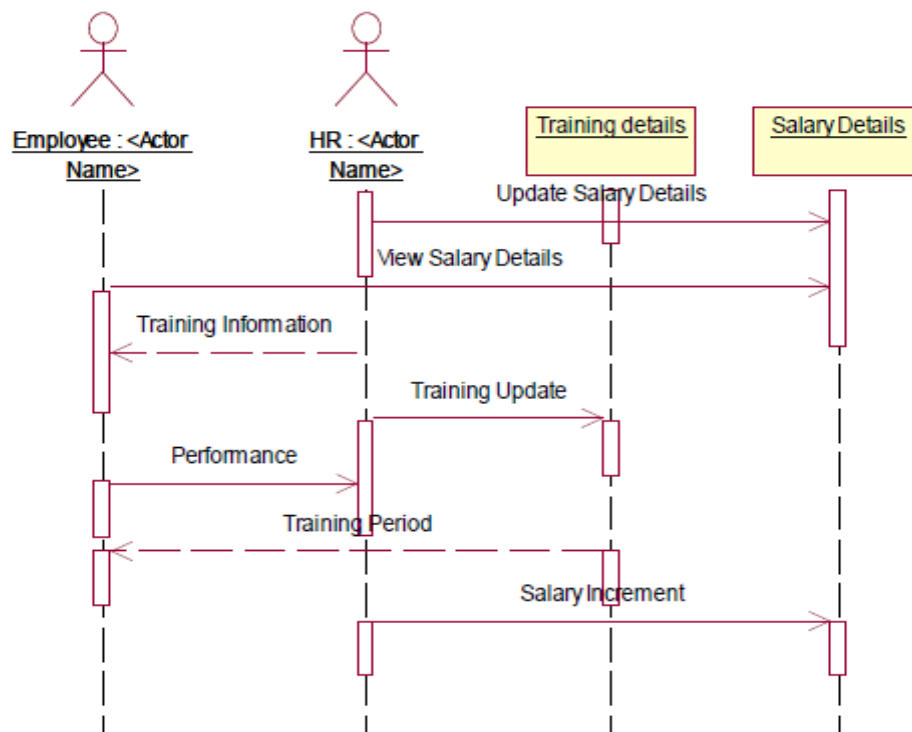 Employee : <Actor
Name>
HR : <Actor
Name>
Training details
Salary Details
Update Salary Details
View Salary Details
Training Information
Training Update
Performance
Training Period
Salary Increment